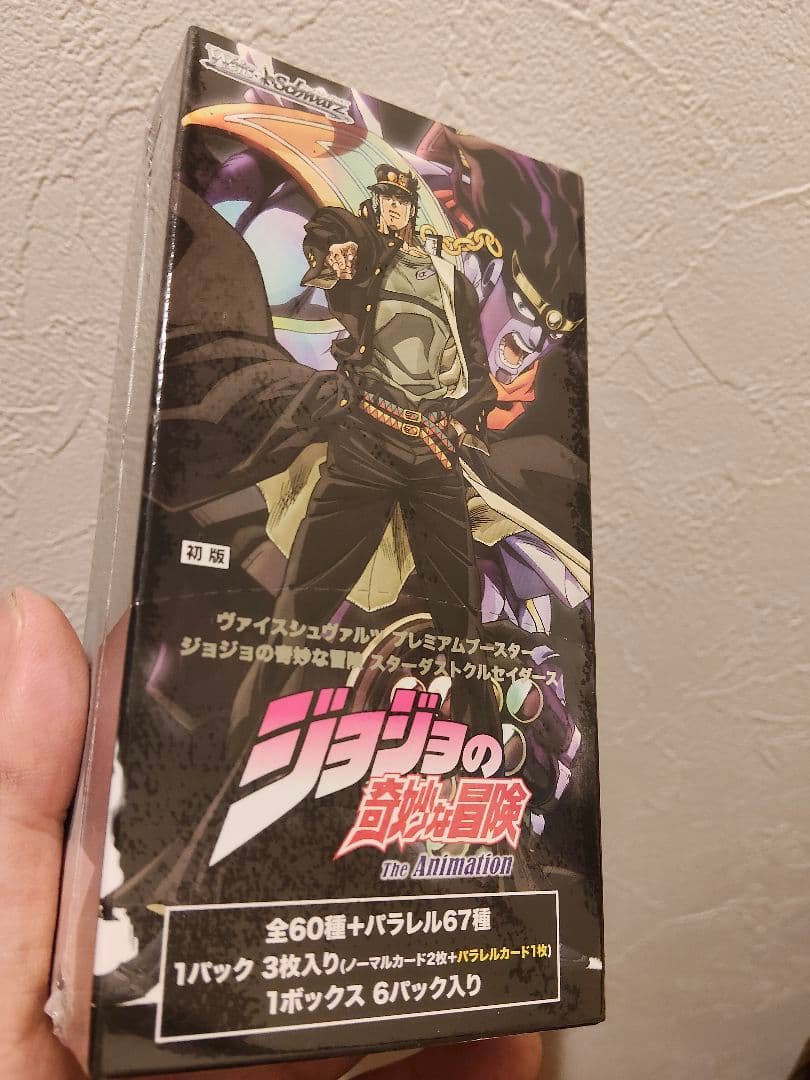 Schwarz
初版
ヴァイスシュヴァルツ プレミアムブースター
ジョジョの奇妙な冒険 スターダストクルセイダース
ジョジョの
奇妙な冒険
The Animation
全60種+パラレル67種
1パック 3枚入り(ノーマルカード2枚+パラレルカード1枚)
1ボックス 6パック入り